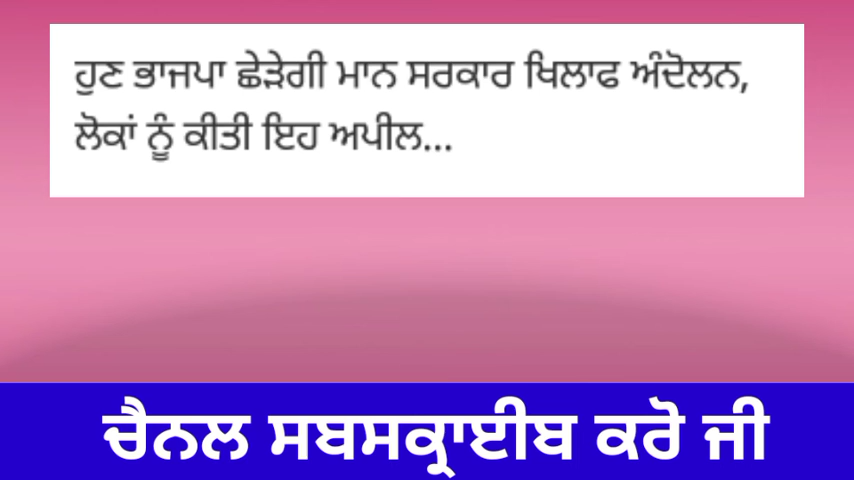 ਹੁਣ ਭਾਜਪਾ ਛੇੜੇਗੀ ਮਾਨ ਸਰਕਾਰ ਖਿਲਾਫ ਅੰਦੋਲਨ,
ਲੋਕਾਂ ਨੂੰ ਕੀਤੀ ਇਹ ਅਪੀਲ...
ਚੈਨਲ ਸਬਸਕ੍ਰਾਈਬ ਕਰੋ ਜੀ